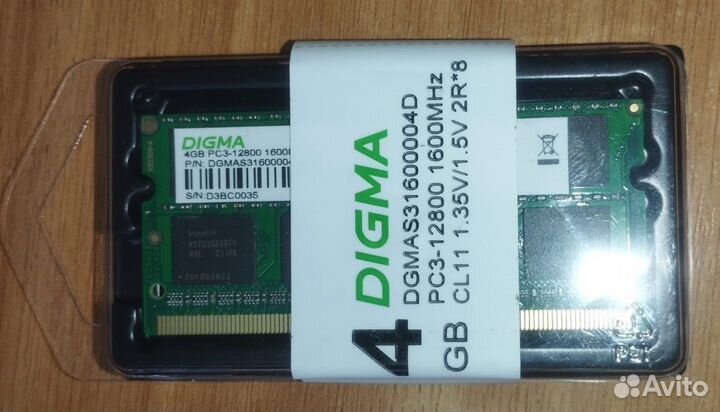 DIGMA
4GB PC3-12800 1600
P/N: DGMAS3160000
S/N:D3BC0035
4 GB
DIGMA
DGMAS31600004D
PC3-12800 1600MHz
CL11 1.35V/1.5V 2R*8
PET
Avito